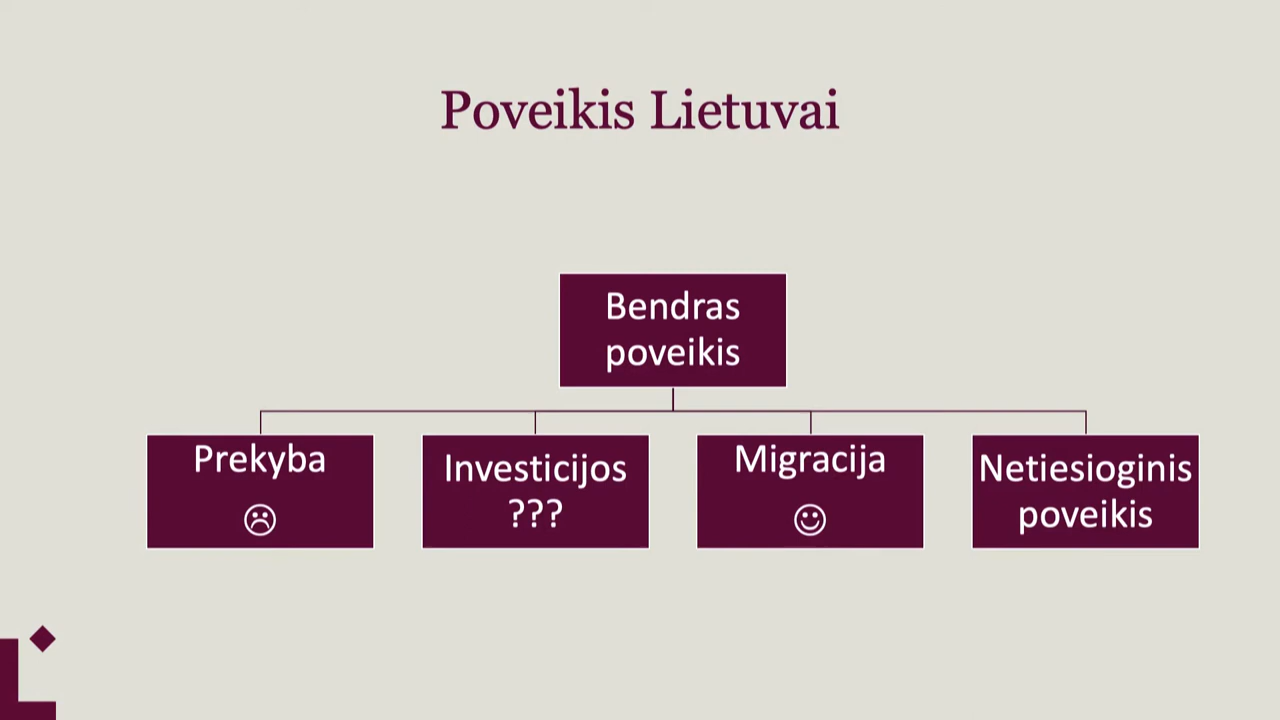 Poveikis Lietuvai
Bendras
poveikis
Prekyba
☹
Investicijos
???
Migracija
☺
Netiesioginis
poveikis